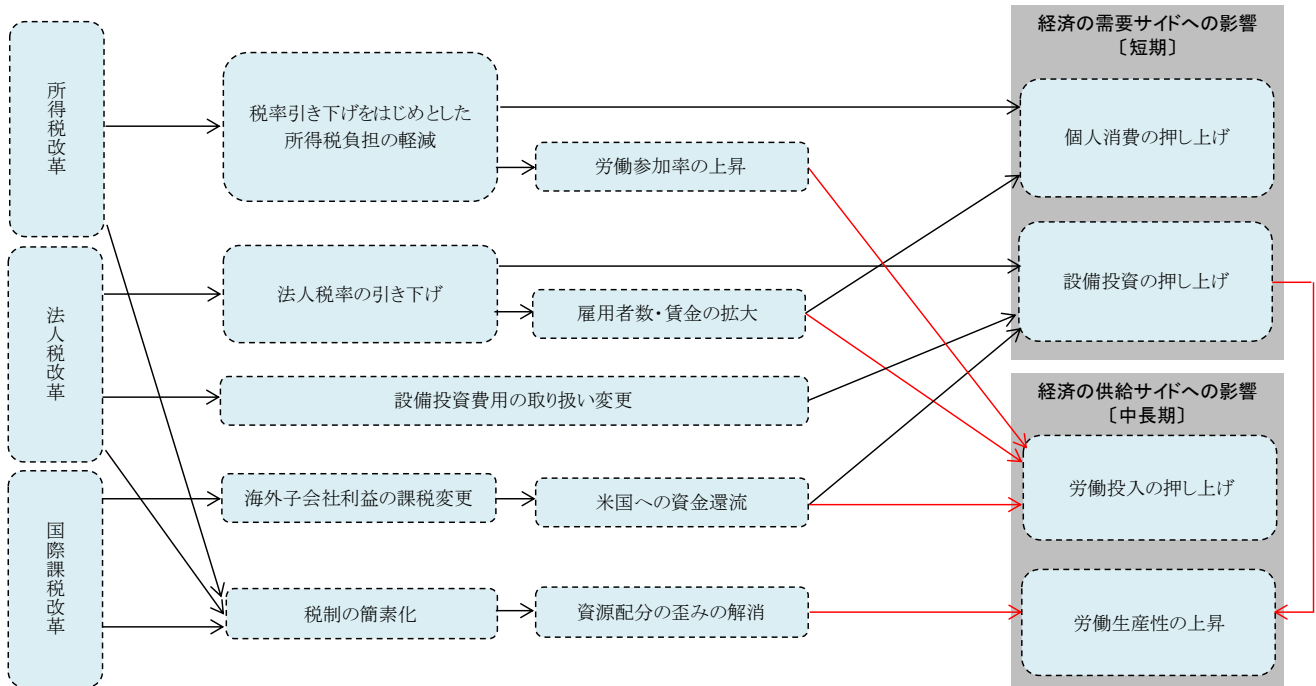 所得税改革
法人税改革
国際課税改革
税率引き下げをはじめとした
所得税負担の軽減
労働参加率の上昇
法人税率の引き下げ
雇用者数・賃金の拡大
設備投資費用の取り扱い変更
海外子会社利益の課税変更
米国への資金還流
税制の簡素化
資源配分の歪みの解消
経済の需要サイドへの影響
〔短期〕
個人消費の押し上げ
設備投資の押し上げ
経済の供給サイドへの影響
〔中長期〕
労働投入の押し上げ
労働生産性の上昇